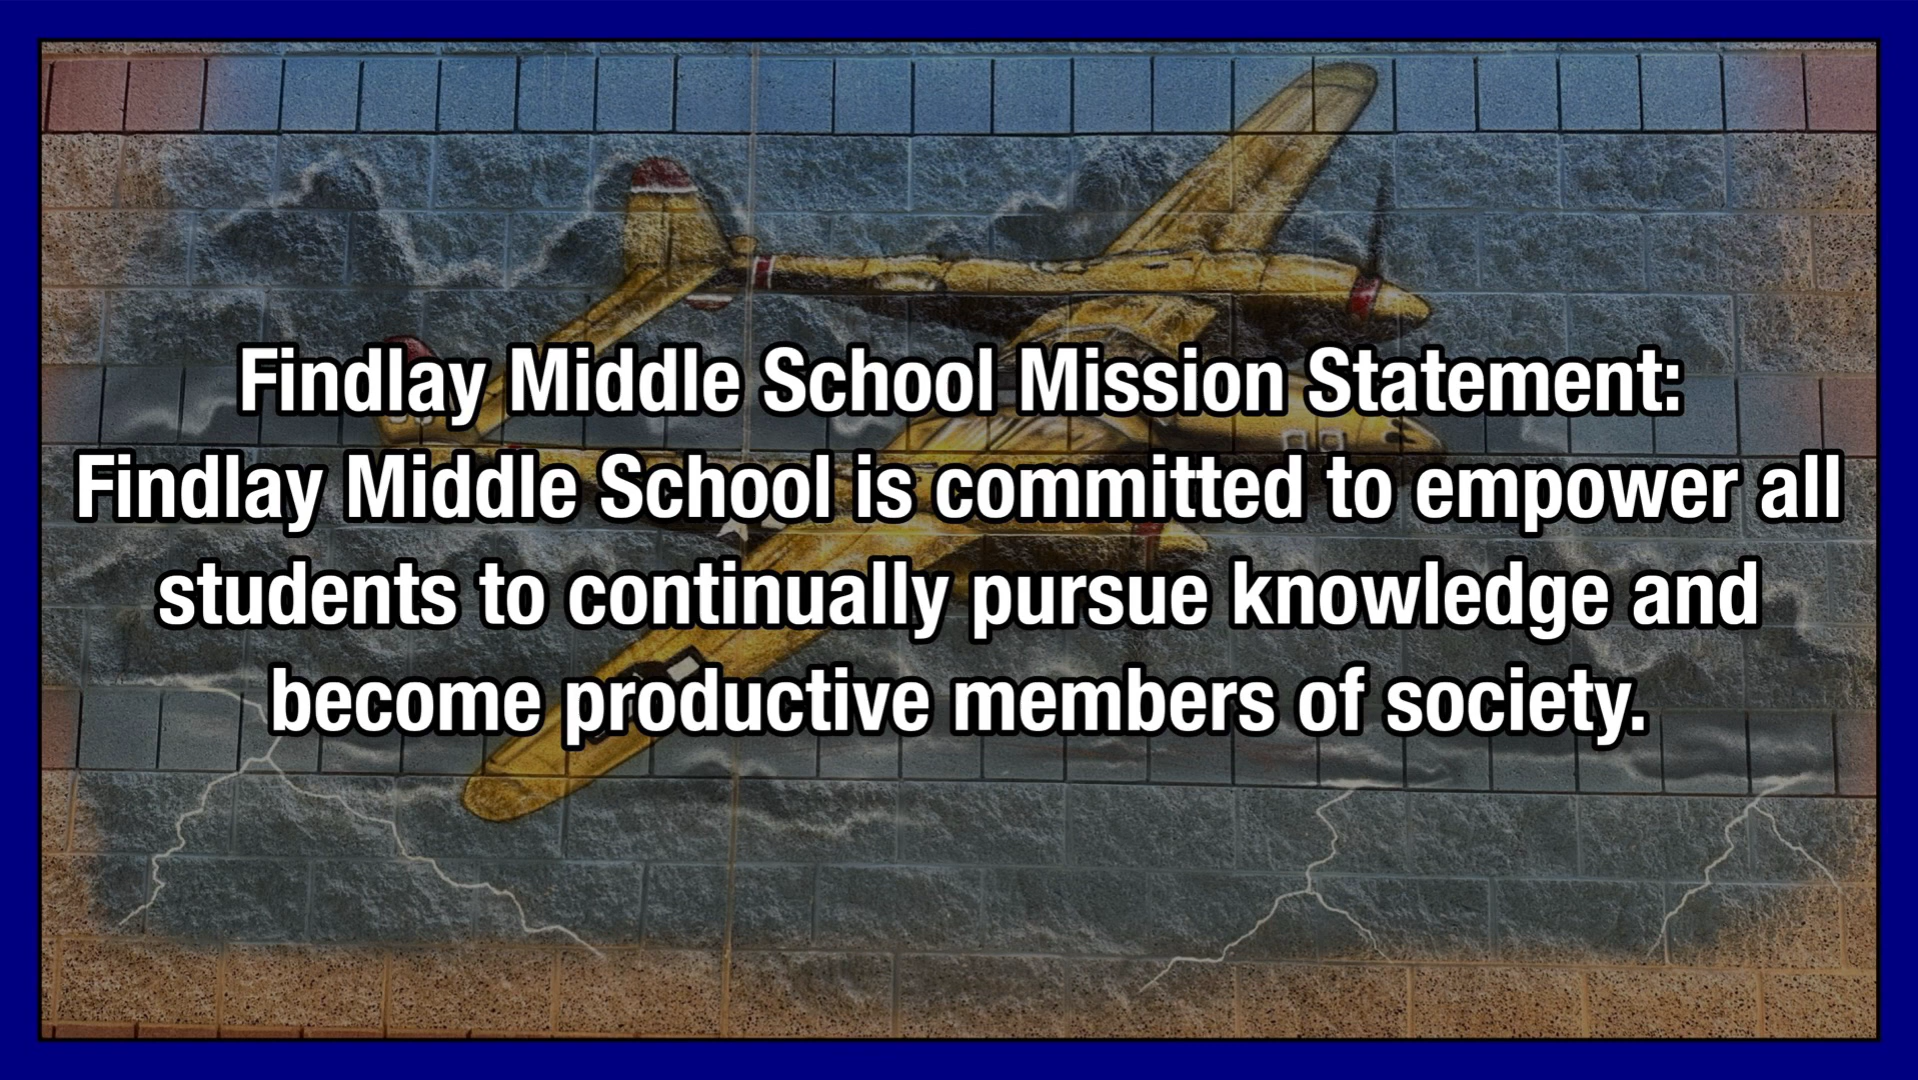 Findlay Middle School Mission Statement:
Findlay Middle School is committed to empower all
students to continually pursue knowledge and
become productive members of society.